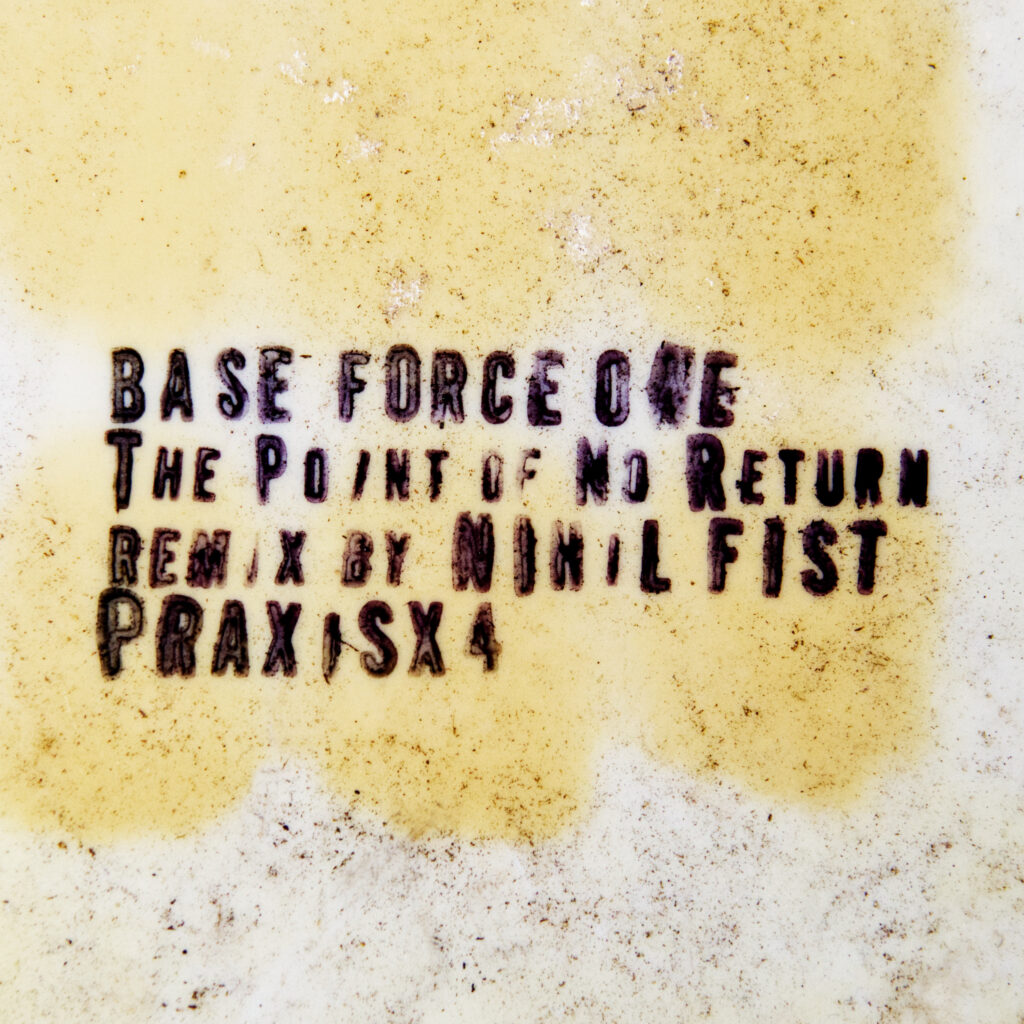 BASE FORCE ONE
THE POINT OF NO RETURN
REMIX BY NIHIL FIST
PRAXISX4